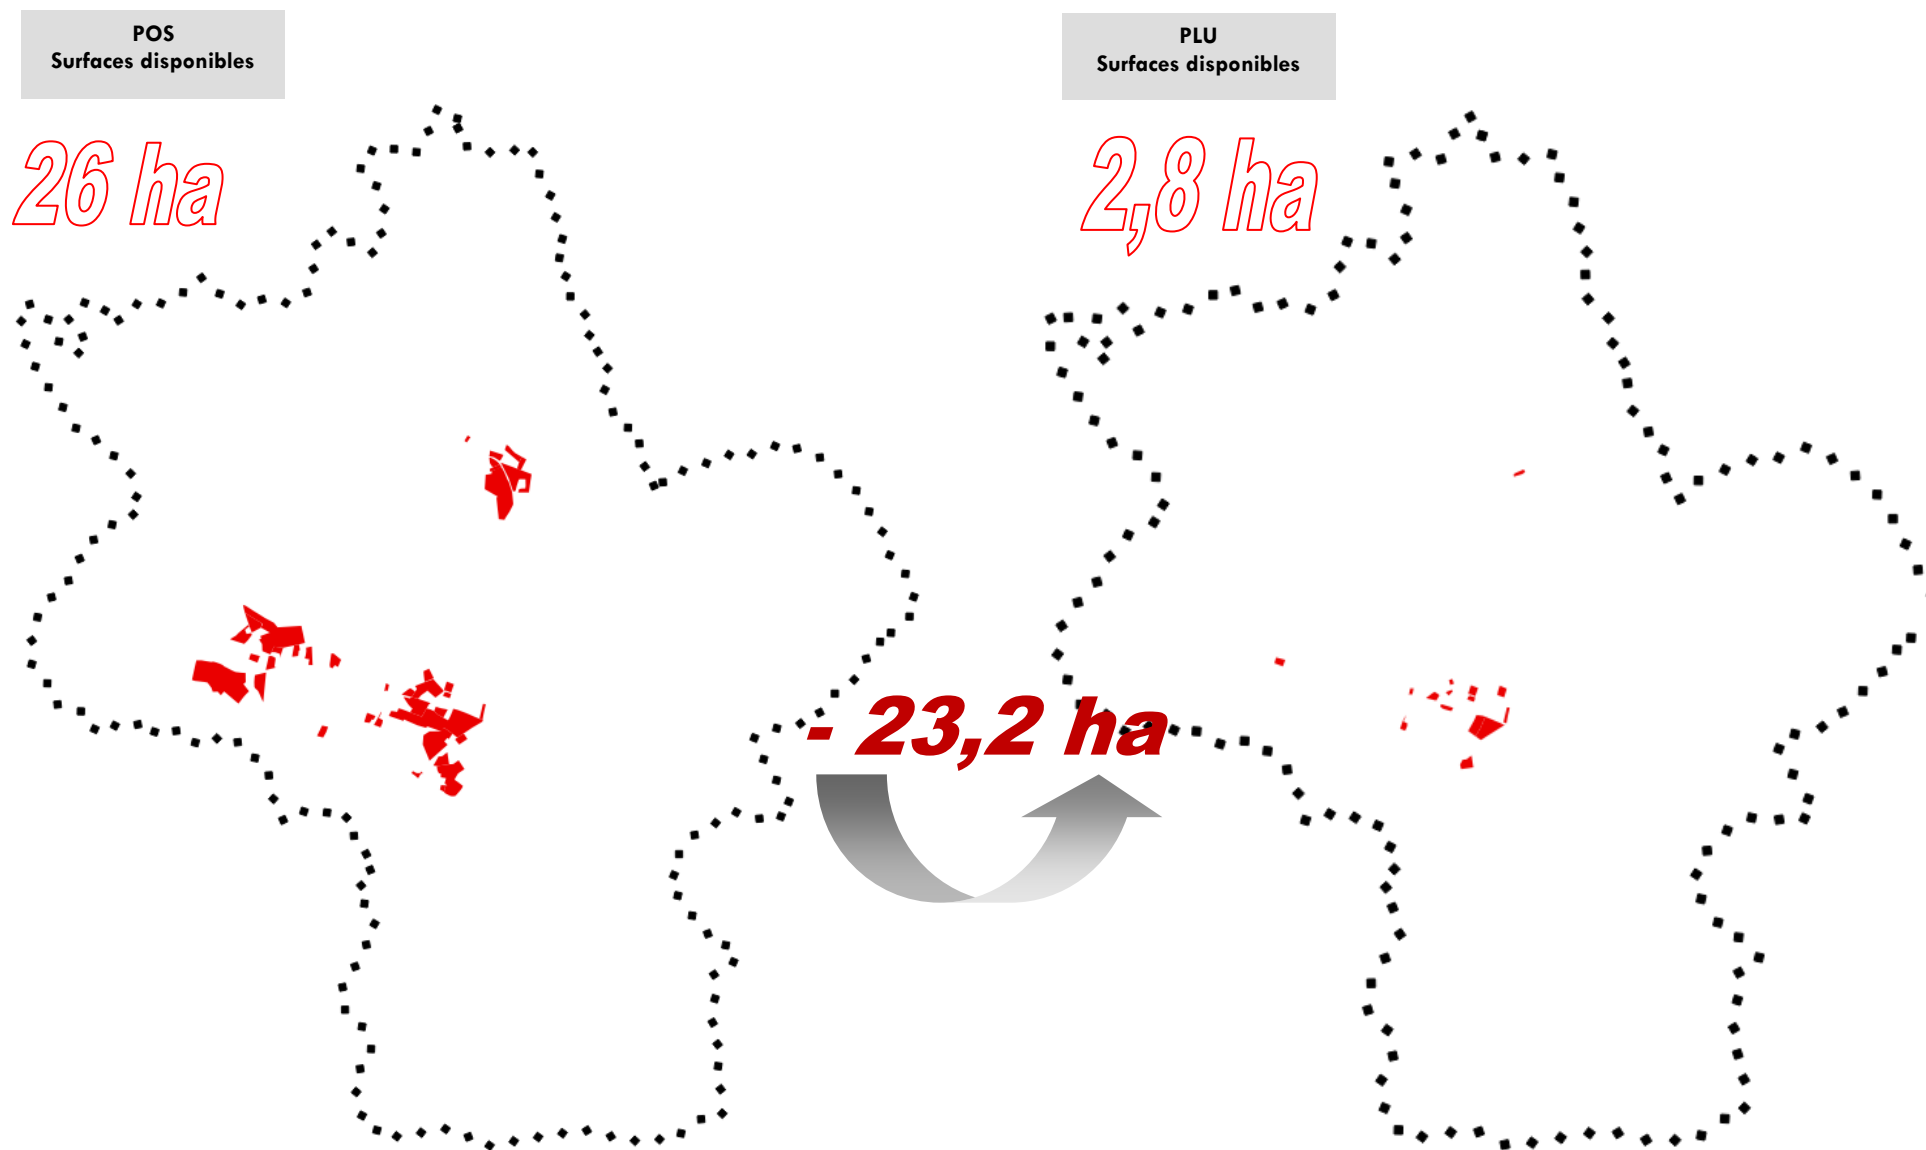 POS
Surfaces disponibles
26 ha
PLU
Surfaces disponibles
2,8 ha
- 23,2 ha